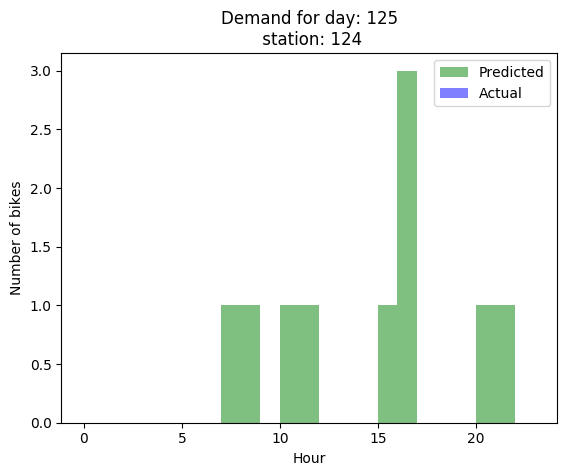 Demand for day: 125
station: 124
Predicted
Actual
3.0
2.5
2.0
1.5
1.0
0.5
0.0
Number of bikes
0 5 10 15 20
Hour